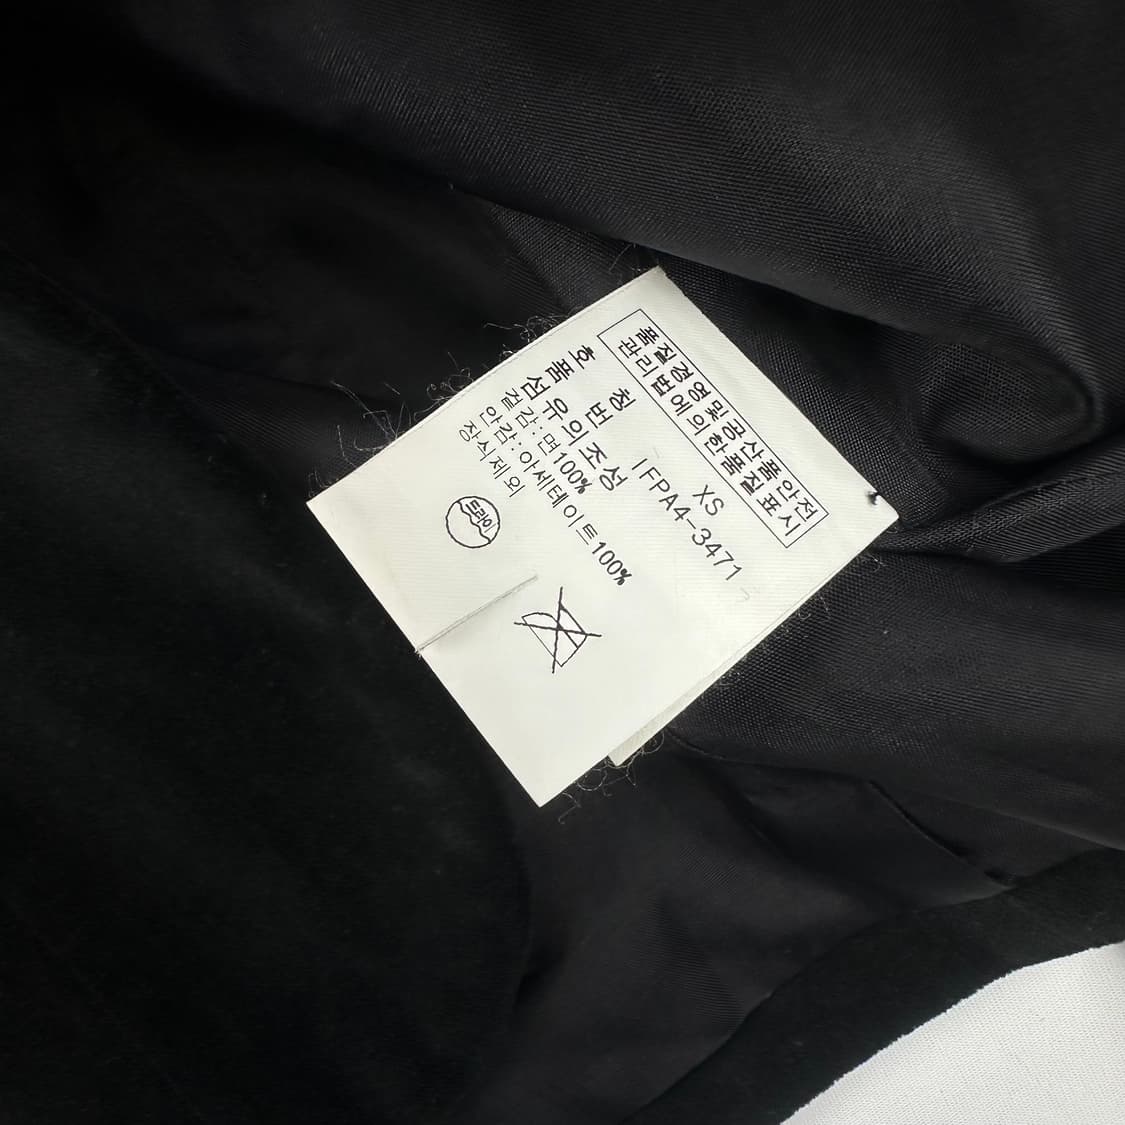 품질경영및공산품안전
관리법에의한품질표시
호 칭 XS
품 번 IFPA4-3471
섬유의조성
겉감:면100%
안감:아세테이트100%
장식제외
드라이